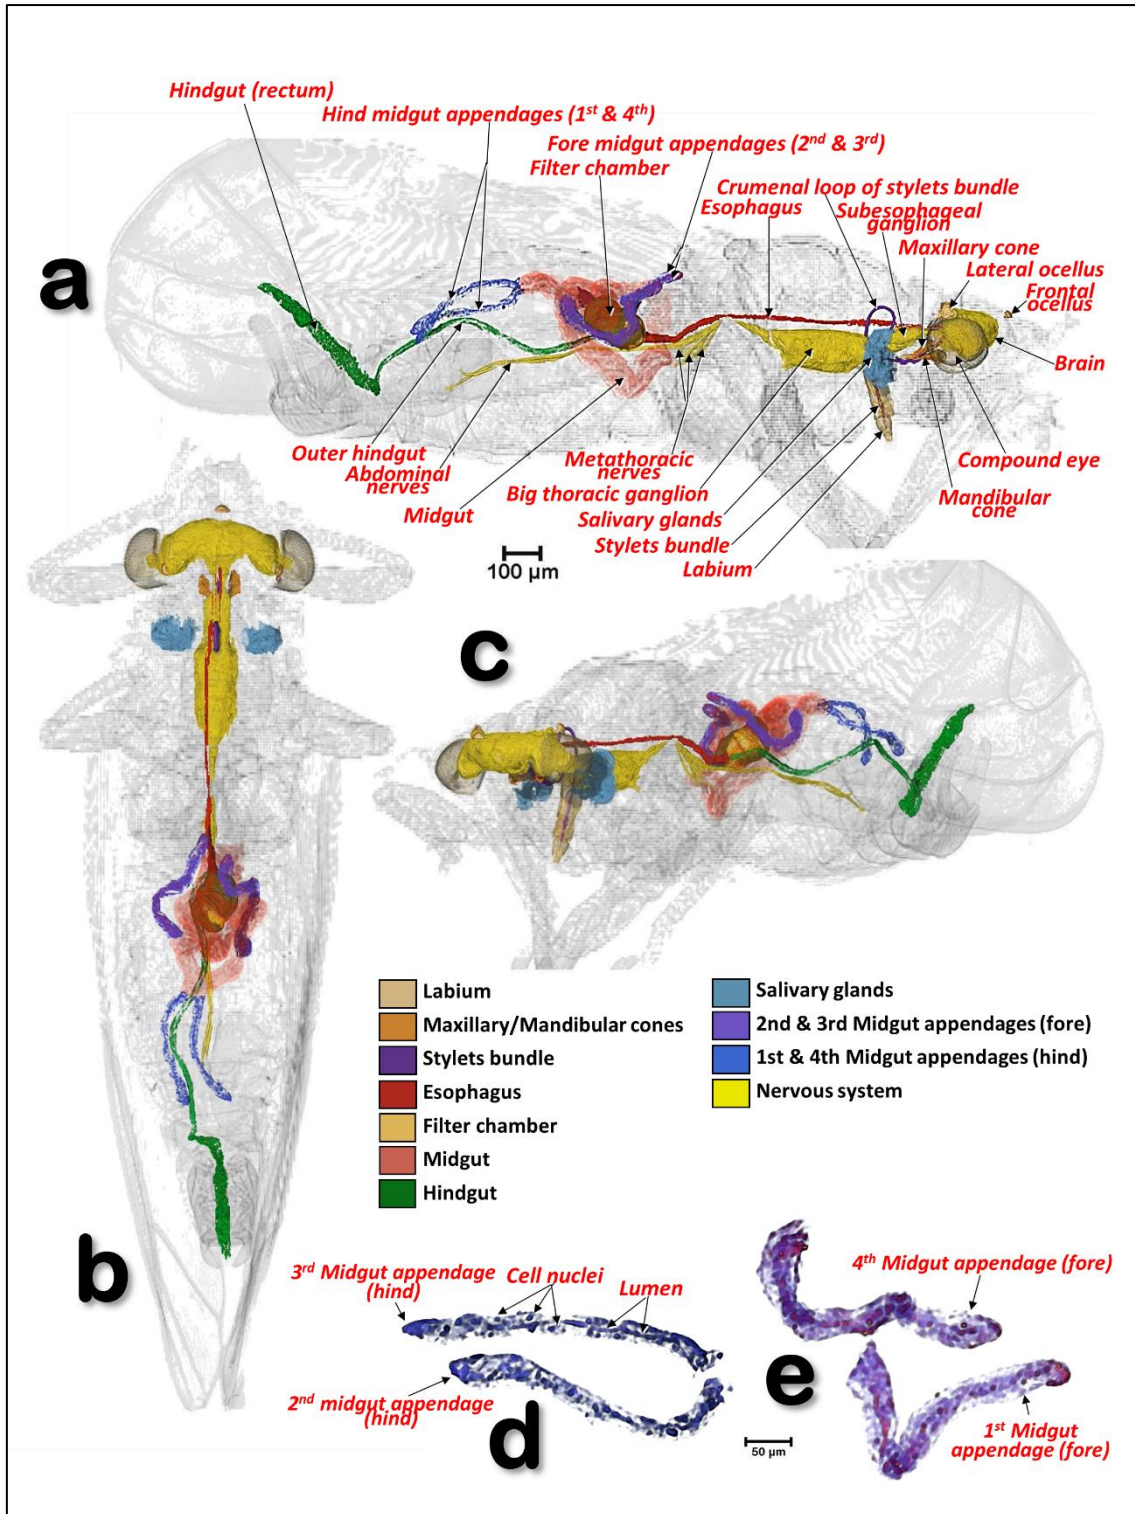 Hindgut (rectum)
Hind midgut appendages (1st & 4th)
Fore midgut appendages (2nd & 3rd)
Filter chamber
Crumenal loop of stylets bundle
Esophagus
Subesophageal
ganglion
Maxillary cone
Lateral ocellus
Frontal
ocellus
a
Brain
Outer hindgut
Abdominal
nerves
Midgut
Metathoracic
nerves
Big thoracic ganglion
Salivary glands
Stylets bundle
Labium
Compound eye
Mandibular
cone
100 µm
c
b
Labium
Maxillary/Mandibular cones
Stylets bundle
Esophagus
Filter chamber
Midgut
Hindgut
Salivary glands
2nd & 3rd Midgut appendages (fore)
1st & 4th Midgut appendages (hind)
Nervous system
3rd Midgut appendage
(hind)
Cell nuclei
Lumen
2nd midgut appendage
(hind)
d
50 µm
4th Midgut appendage (fore)
e
1st Midgut
appendage (fore)